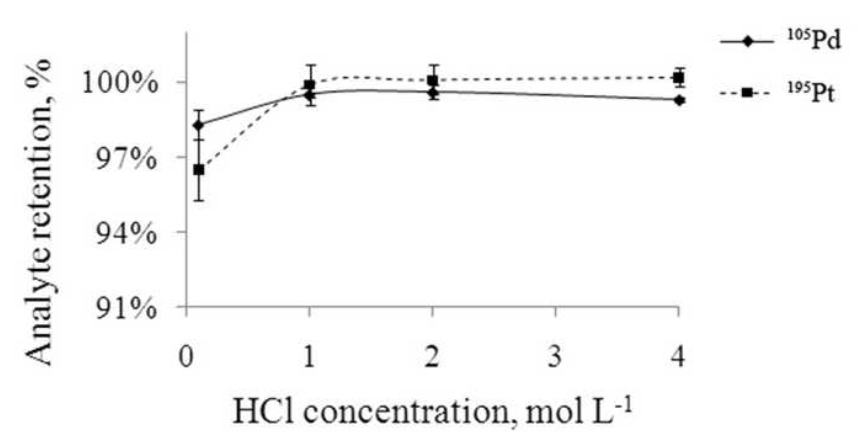 100%
97%
94%
91%
0 1 2 3 4
Analyte retention, %
HCl concentration, mol L⁻¹
¹⁰⁵Pd
¹⁹⁵Pt